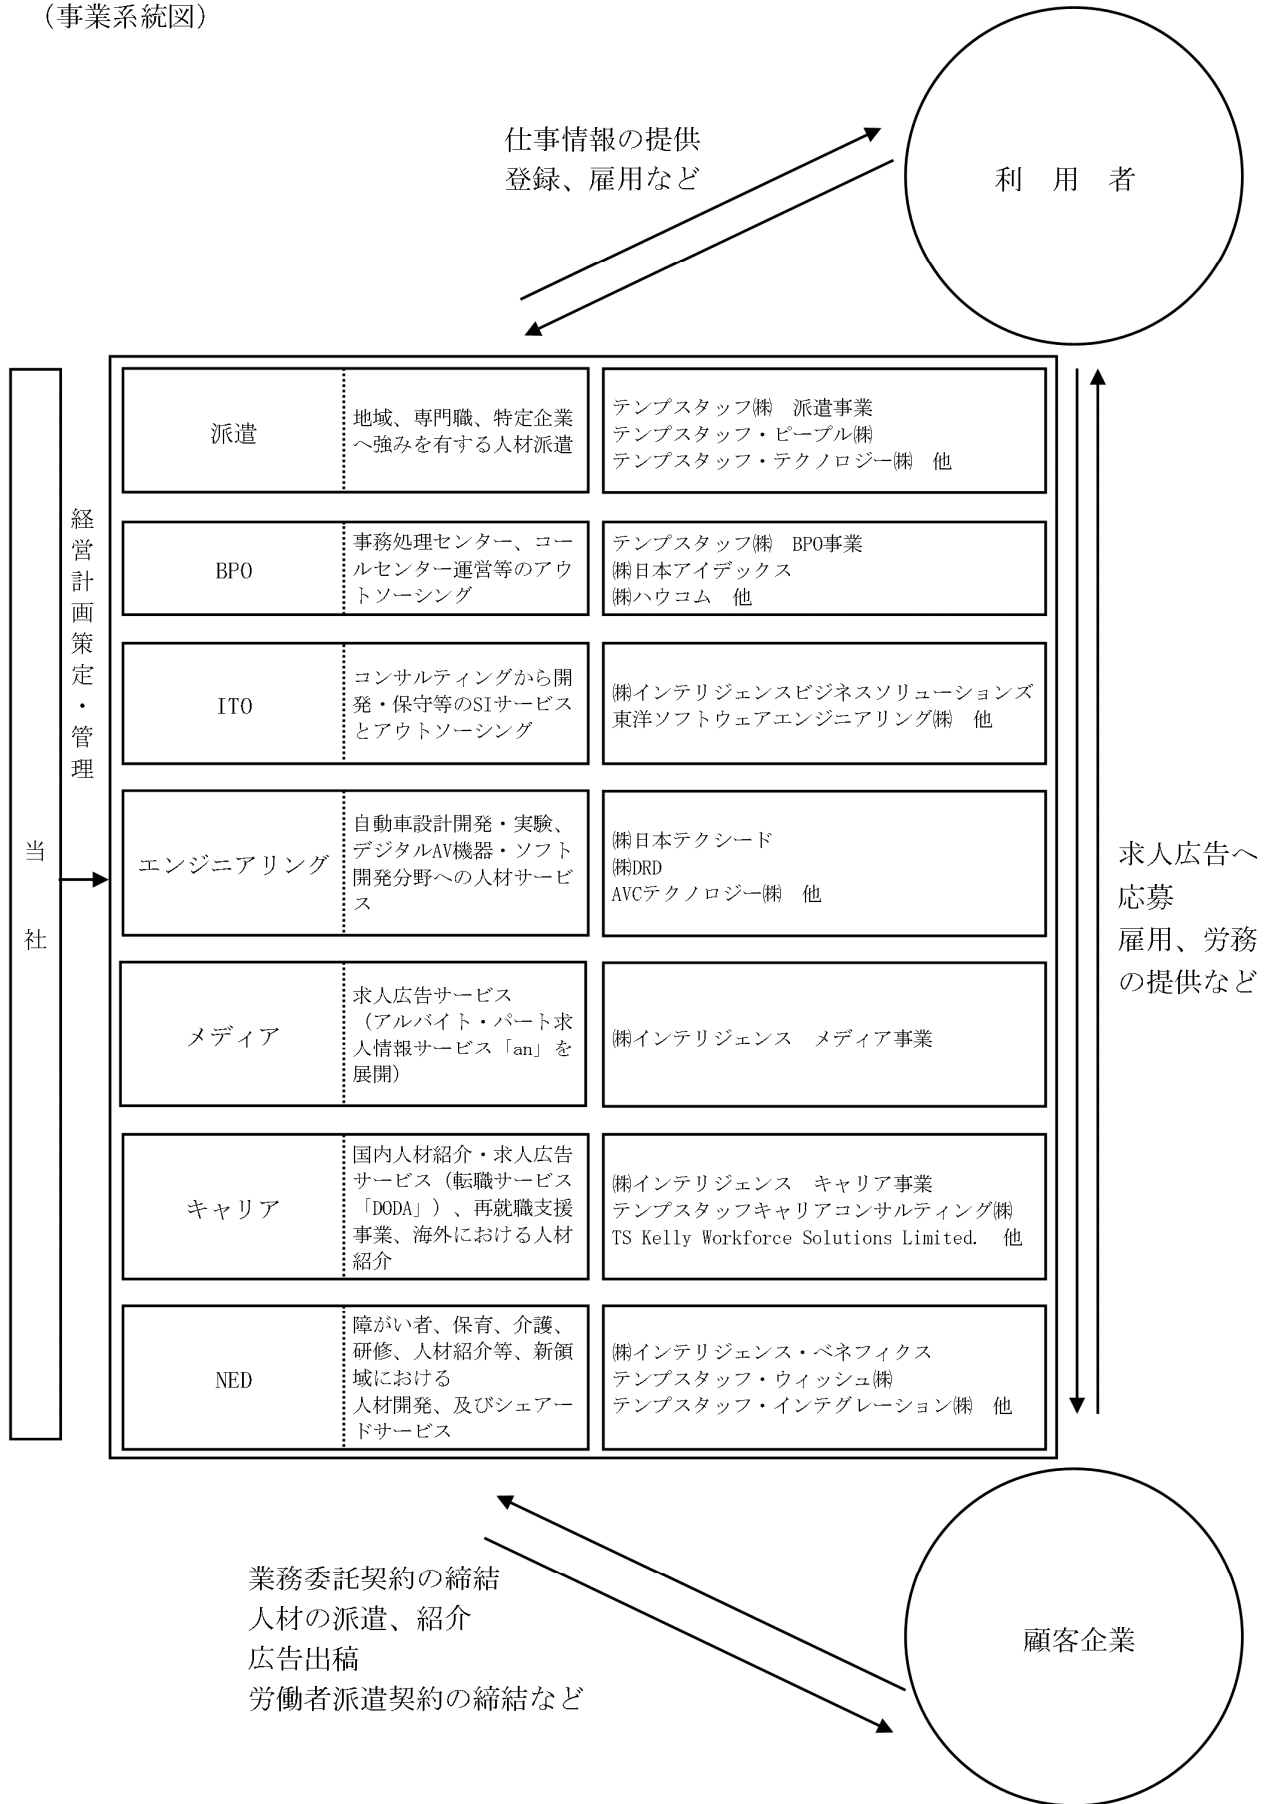 （事業系統図）
仕事情報の提供
登録、雇用など
利　用　者
当　社
経営計画策定・管理
派遣
地域、専門職、特定企業
へ強みを有する人材派遣
テンプスタッフ㈱　派遣事業
テンプスタッフ・ピープル㈱
テンプスタッフ・テクノロジー㈱　他
BPO
事務処理センター、コー
ルセンター運営等のアウ
トソーシング
テンプスタッフ㈱　BPO事業
㈱日本アイデックス
㈱ハウコム　他
ITO
コンサルティングから開
発・保守等のSIサービス
とアウトソーシング
㈱インテリジェンスビジネスソリューションズ
東洋ソフトウェアエンジニアリング㈱　他
エンジニアリング
自動車設計開発・実験、
デジタルAV機器・ソフト
開発分野への人材サービ
ス
㈱日本テクシード
㈱DRD
AVCテクノロジー㈱　他
メディア
求人広告サービス
（アルバイト・パート求
人情報サービス「an」を
展開）
㈱インテリジェンス　メディア事業
キャリア
国内人材紹介・求人広告
サービス（転職サービス
「DODA」）、再就職支援
事業、海外における人材
紹介
㈱インテリジェンス　キャリア事業
テンプスタッフキャリアコンサルティング㈱
TS Kelly Workforce Solutions Limited.　他
NED
障がい者、保育、介護、
研修、人材紹介等、新領
域における
人材開発、及びシェアー
ドサービス
㈱インテリジェンス・ベネフィクス
テンプスタッフ・ウィッシュ㈱
テンプスタッフ・インテグレーション㈱　他
求人広告へ
応募
雇用、労務
の提供など
業務委託契約の締結
人材の派遣、紹介
広告出稿
労働者派遣契約の締結など
顧客企業